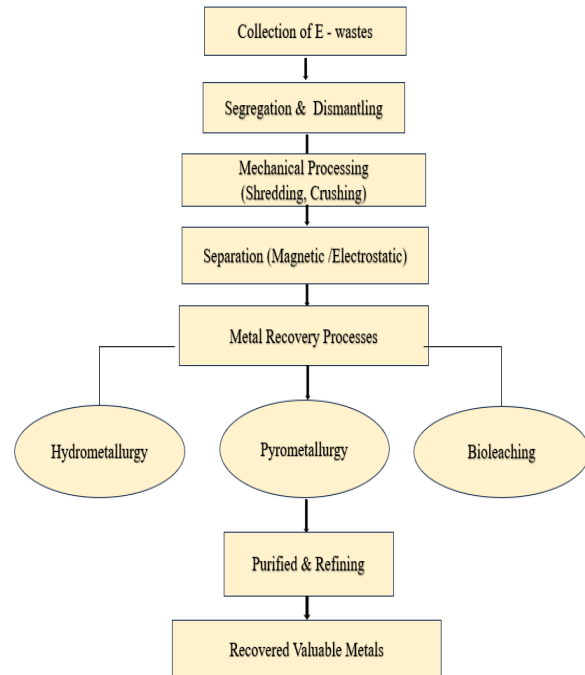 Collection of E - wastes
Segregation & Dismantling
Mechanical Processing
(Shredding, Crushing)
Separation (Magnetic /Electrostatic)
Metal Recovery Processes
Hydrometallurgy
Pyrometallurgy
Bioleaching
Purified & Refining
Recovered Valuable Metals